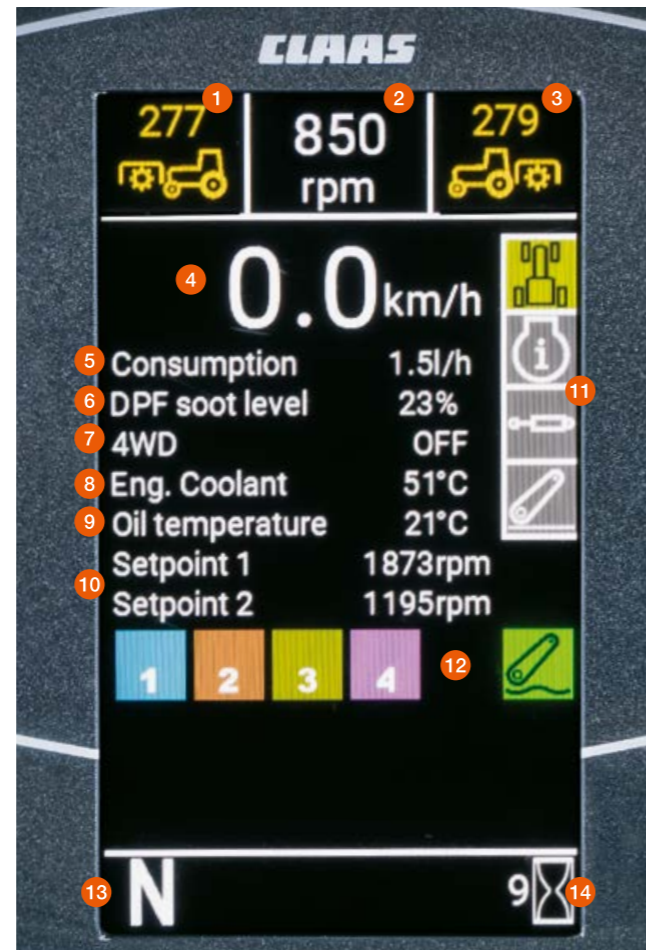 CLAAS
1
2
3
277
850
rpm
279
4
0.0 km/h
5
Consumption 1.5l/h
6
DPF soot level 23%
7
4WD OFF
8
Eng. Coolant 51°C
9
Oil temperature 21°C
10
Setpoint 1 1873rpm
Setpoint 2 1195rpm
i
11
1 2 3 4
12
13
N
9
14